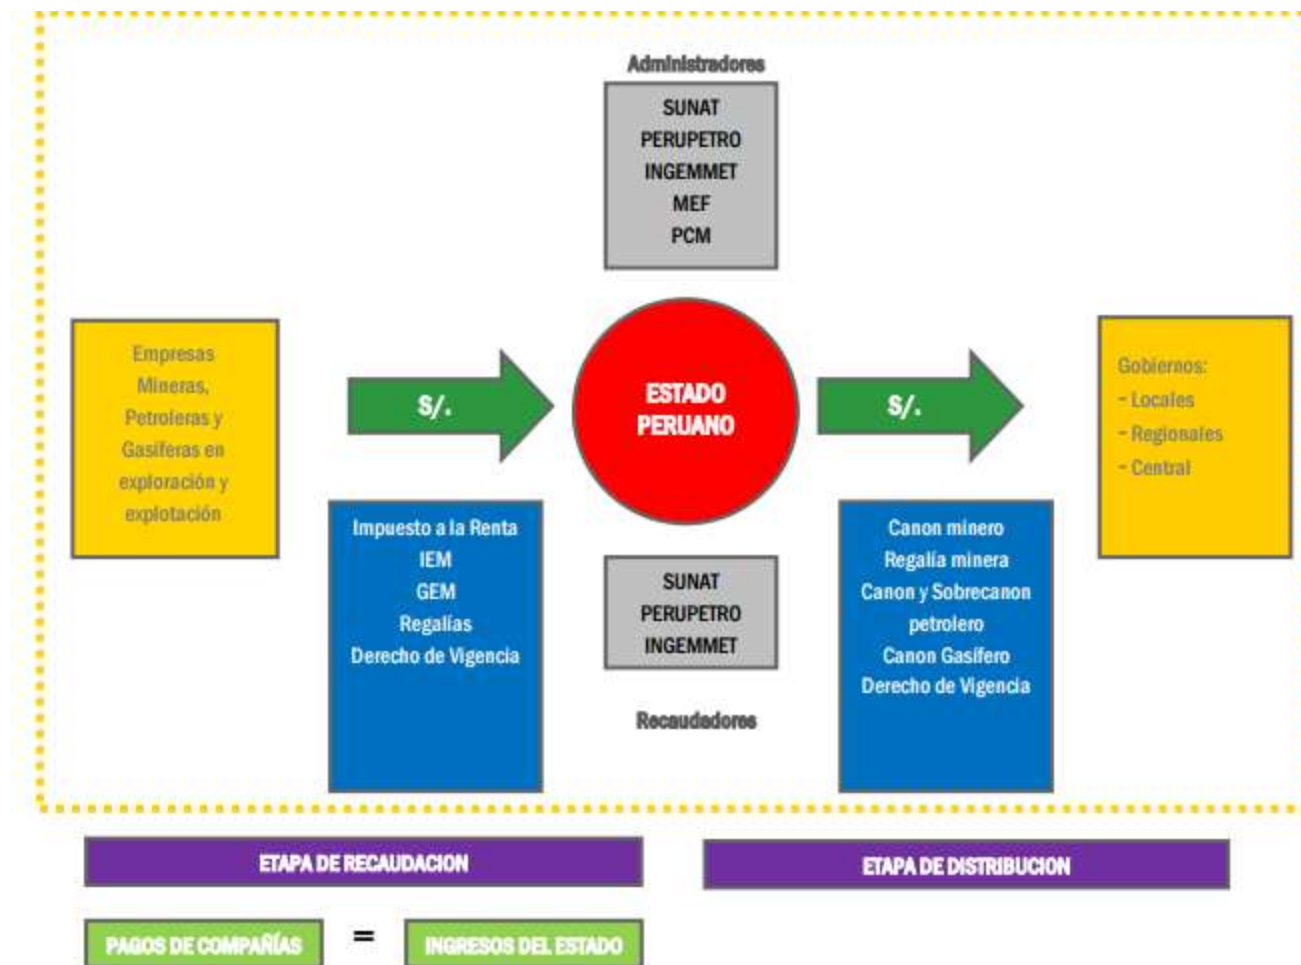 Administradores
SUNAT
PERUPETRO
INGEMMET
MEF
PCM
Empresas
Mineras,
Petroleras y
Gasíferas en
exploración y
explotación
S/.
ESTADO
PERUANO
S/.
Gobiernos:
- Locales
- Regionales
- Central
Impuesto a la Renta
IEM
GEM
Regalías
Derecho de Vigencia
SUNAT
PERUPETRO
INGEMMET
Recaudadores
Canon minero
Regalía minera
Canon y Sobrecanon
petrolero
Canon Gasífero
Derecho de Vigencia
ETAPA DE RECAUDACION
ETAPA DE DISTRIBUCION
PAGOS DE COMPAÑÍAS
=
INGRESOS DEL ESTADO